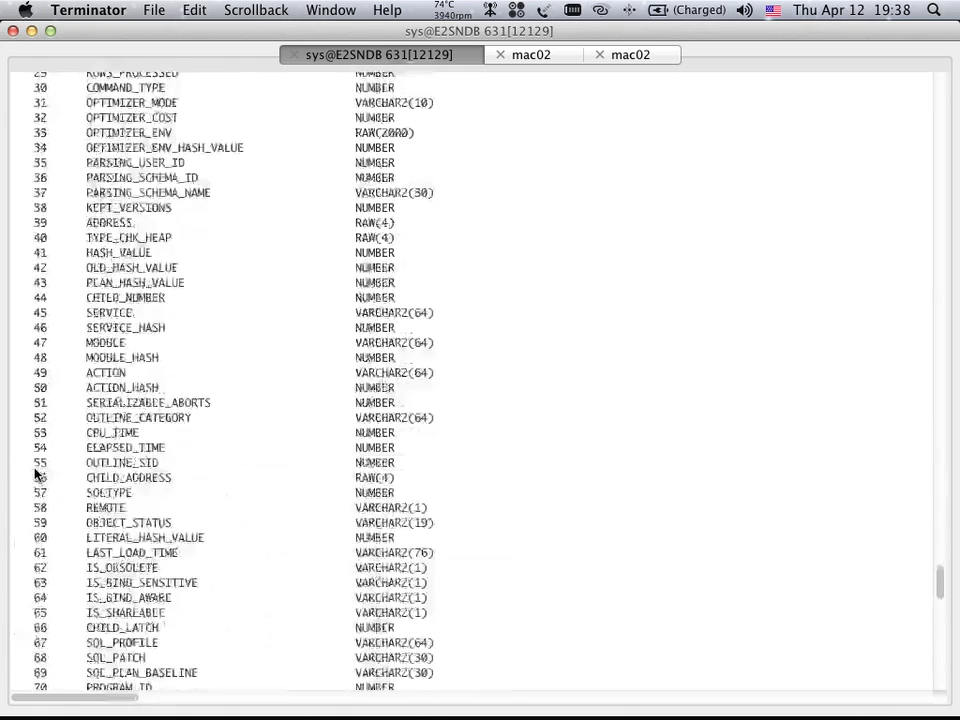 Terminator File Edit Scrollback Window Help 74°C 3940rpm (Charged) Thu Apr 12 19:38
sys@E2SNDB 631[12129]
sys@E2SNDB 631[12129] mac02 mac02
29 ROWS_PROCESSED NUMBER
30 COMMAND_TYPE NUMBER
31 OPTIMIZER_MODE VARCHAR2(10)
32 OPTIMIZER_COST NUMBER
33 OPTIMIZER_ENV RAW(2000)
34 OPTIMIZER_ENV_HASH_VALUE NUMBER
35 PARSING_USER_ID NUMBER
36 PARSING_SCHEMA_ID NUMBER
37 PARSING_SCHEMA_NAME VARCHAR2(30)
38 KEPT_VERSIONS NUMBER
39 ADDRESS RAW(4)
40 TYPE_CHK_HEAP RAW(4)
41 HASH_VALUE NUMBER
42 OLD_HASH_VALUE NUMBER
43 PLAN_HASH_VALUE NUMBER
44 CHILD_NUMBER NUMBER
45 SERVICE VARCHAR2(64)
46 SERVICE_HASH NUMBER
47 MODULE VARCHAR2(64)
48 MODULE_HASH NUMBER
49 ACTION VARCHAR2(64)
50 ACTION_HASH NUMBER
51 SERIALIZABLE_ABORTS NUMBER
52 OUTLINE_CATEGORY VARCHAR2(64)
53 CPU_TIME NUMBER
54 ELAPSED_TIME NUMBER
55 OUTLINE_SID NUMBER
56 CHILD_ADDRESS RAW(4)
57 SQLTYPE NUMBER
58 REMOTE VARCHAR2(1)
59 OBJECT_STATUS VARCHAR2(19)
60 LITERAL_HASH_VALUE NUMBER
61 LAST_LOAD_TIME VARCHAR2(76)
62 IS_OBSOLETE VARCHAR2(1)
63 IS_BIND_SENSITIVE VARCHAR2(1)
64 IS_BIND_AWARE VARCHAR2(1)
65 IS_SHAREABLE VARCHAR2(1)
66 CHILD_LATCH NUMBER
67 SQL_PROFILE VARCHAR2(64)
68 SQL_PATCH VARCHAR2(30)
69 SQL_PLAN_BASELINE VARCHAR2(30)
70 PROGRAM_ID NUMBER